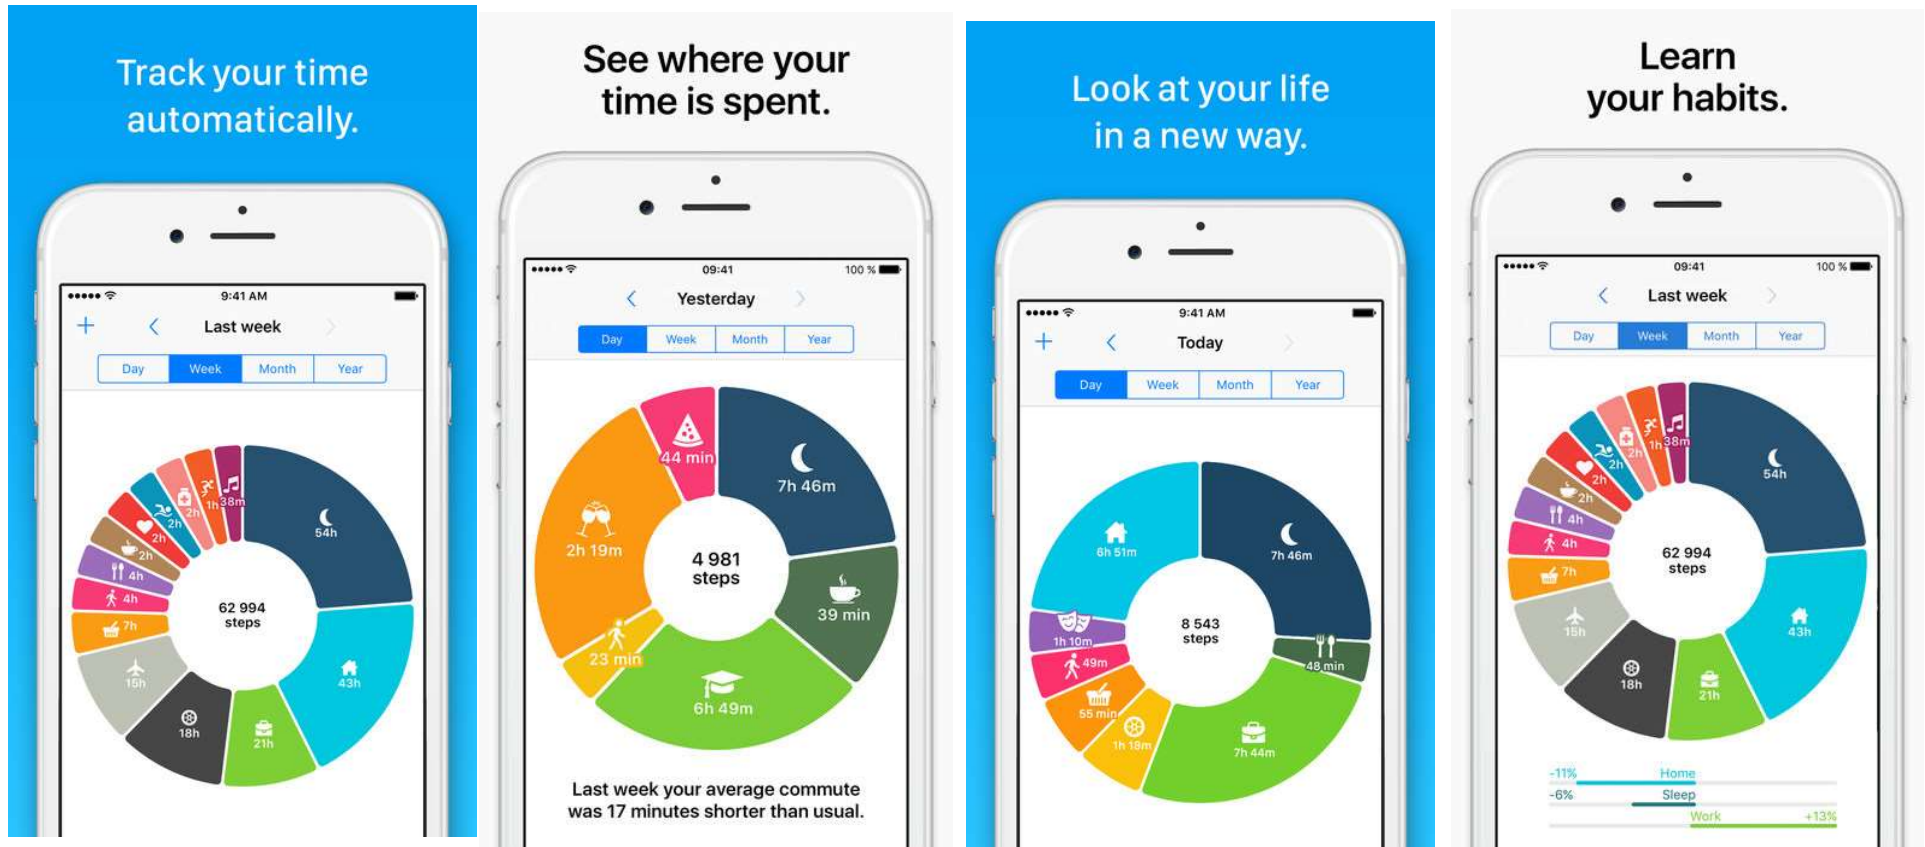 Track your time
automatically.
9:41 AM
Last week
Day Week Month Year
38m
1h
2h
2h
2h
2h
4h
4h
7h
15h
18h
21h
43h
54h
62 994
steps
See where your
time is spent.
09:41 100 %
Yesterday
Day Week Month Year
44 min
7h 46m
2h 19m
4 981
steps
39 min
23 min
6h 49m
Last week your average commute
was 17 minutes shorter than usual.
Look at your life
in a new way.
9:41 AM
Today
Day Week Month Year
6h 51m
7h 46m
8 543
steps
1h 10m
49m
48 min
55 min
1h 18m
7h 44m
Learn
your habits.
09:41 100 %
Last week
Day Week Month Year
38m
1h
2h
2h
2h
2h
4h
4h
7h
15h
18h
21h
43h
54h
62 994
steps
-11% Home
-6% Sleep
Work +13%